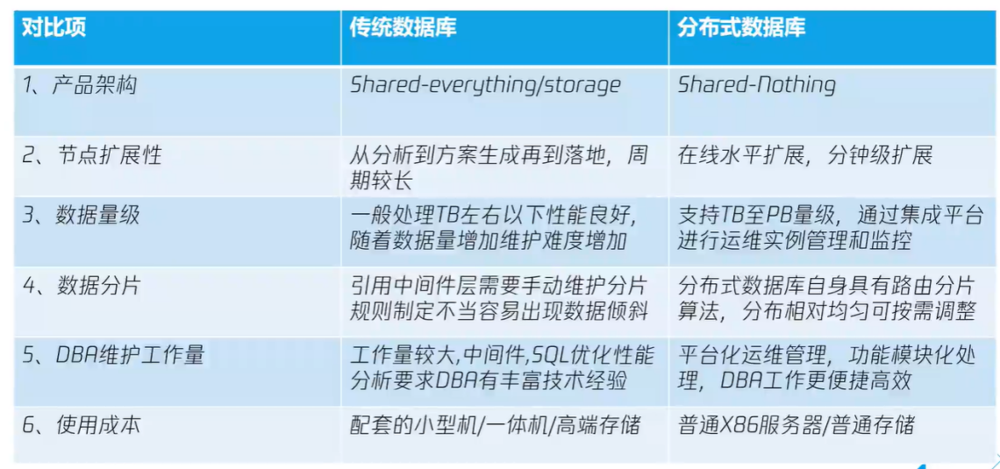 对比项
传统数据库
分布式数据库
1、产品架构
Shared-everything/storage
Shared-Nothing
2、节点扩展性
从分析到方案生成再到落地，周
期较长
在线水平扩展，分钟级扩展
3、数据量级
一般处理TB左右以下性能良好，
随着数据量增加维护难度增加
支持TB至PB量级，通过集成平台
进行运维实例管理和监控
4、数据分片
引用中间件层需要手动维护分片
规则制定不当容易出现数据倾斜
分布式数据库自身具有路由分片
算法，分布相对均匀可按需调整
5、DBA维护工作量
工作量较大,中间件,SQL优化性能
分析要求DBA有丰富技术经验
平台化运维管理，功能模块化处
理，DBA工作更便捷高效
6、使用成本
配套的小型机/一体机/高端存储
普通X86服务器/普通存储